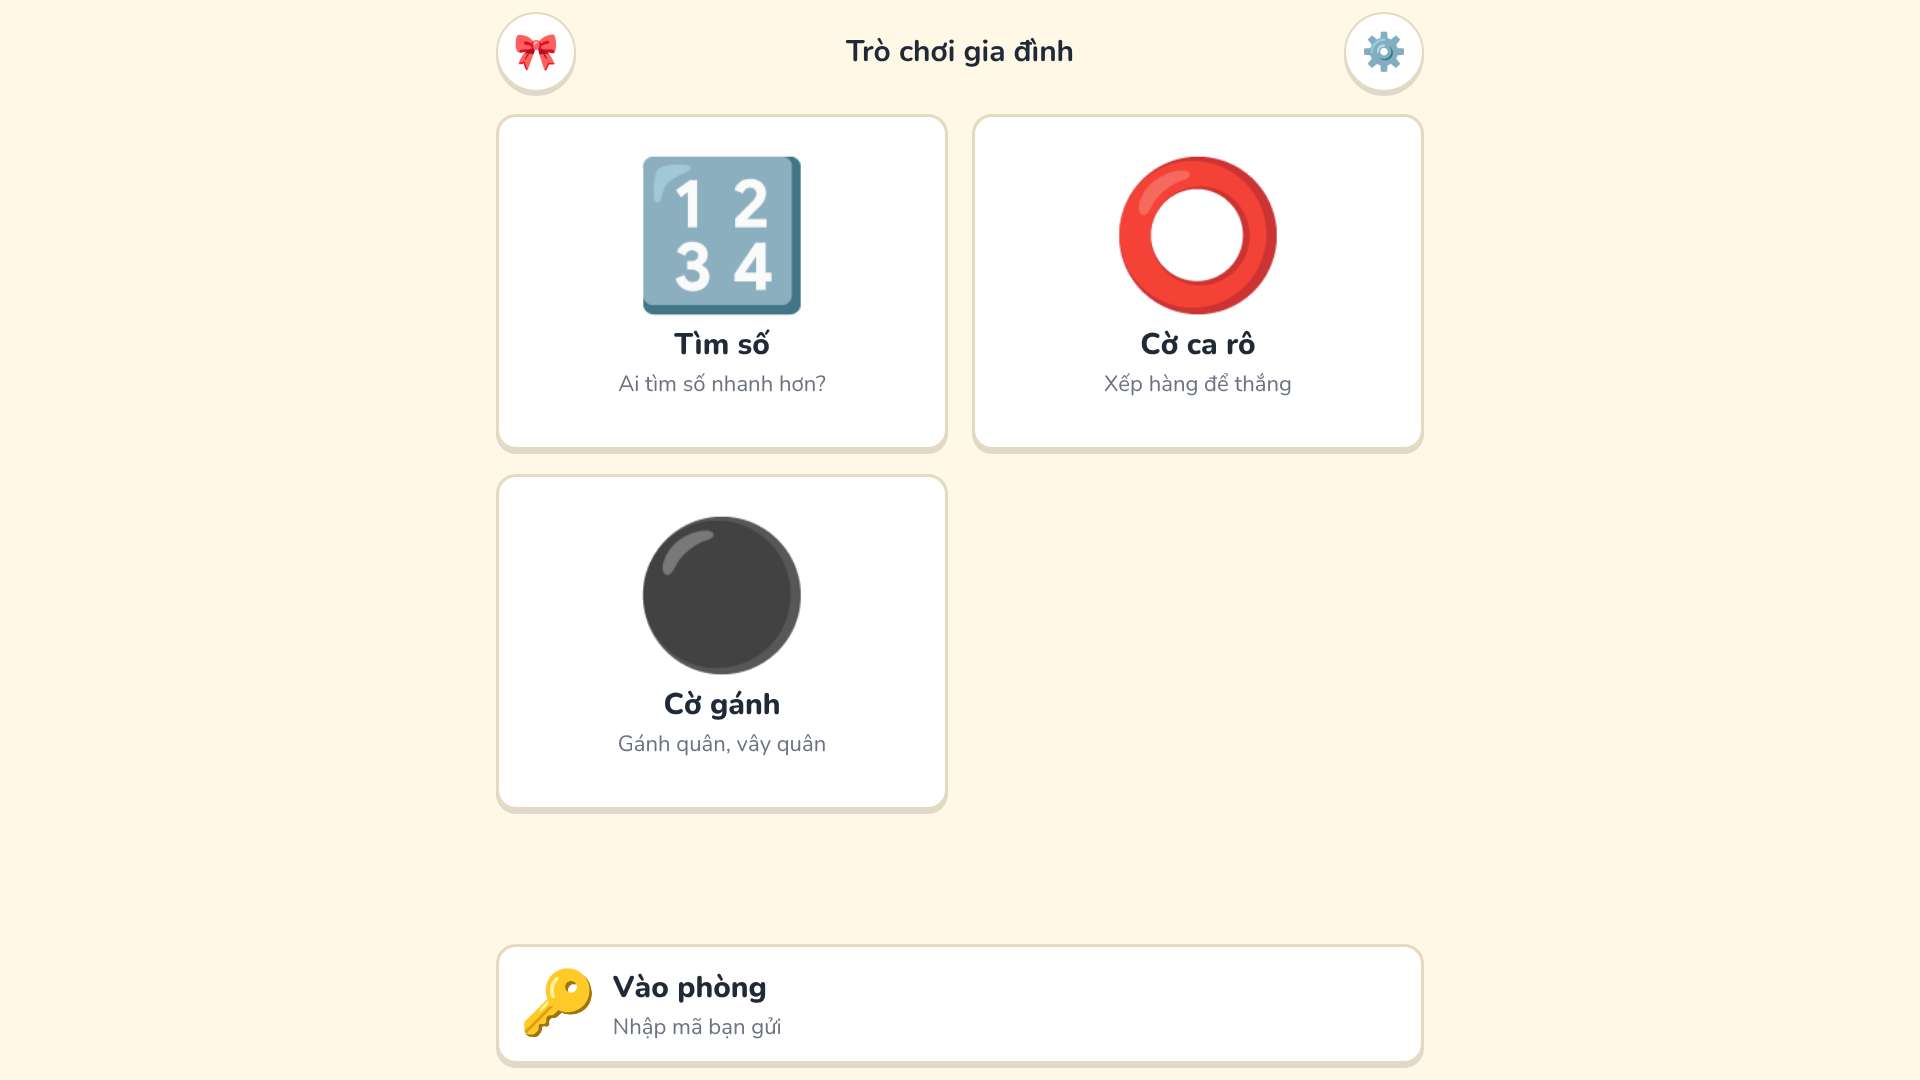 Trò chơi gia đình
1 2
3 4
Tìm số
Ai tìm số nhanh hơn?
Cờ ca rô
Xếp hàng để thắng
Cờ gánh
Gánh quân, vây quân
Vào phòng
Nhập mã bạn gửi